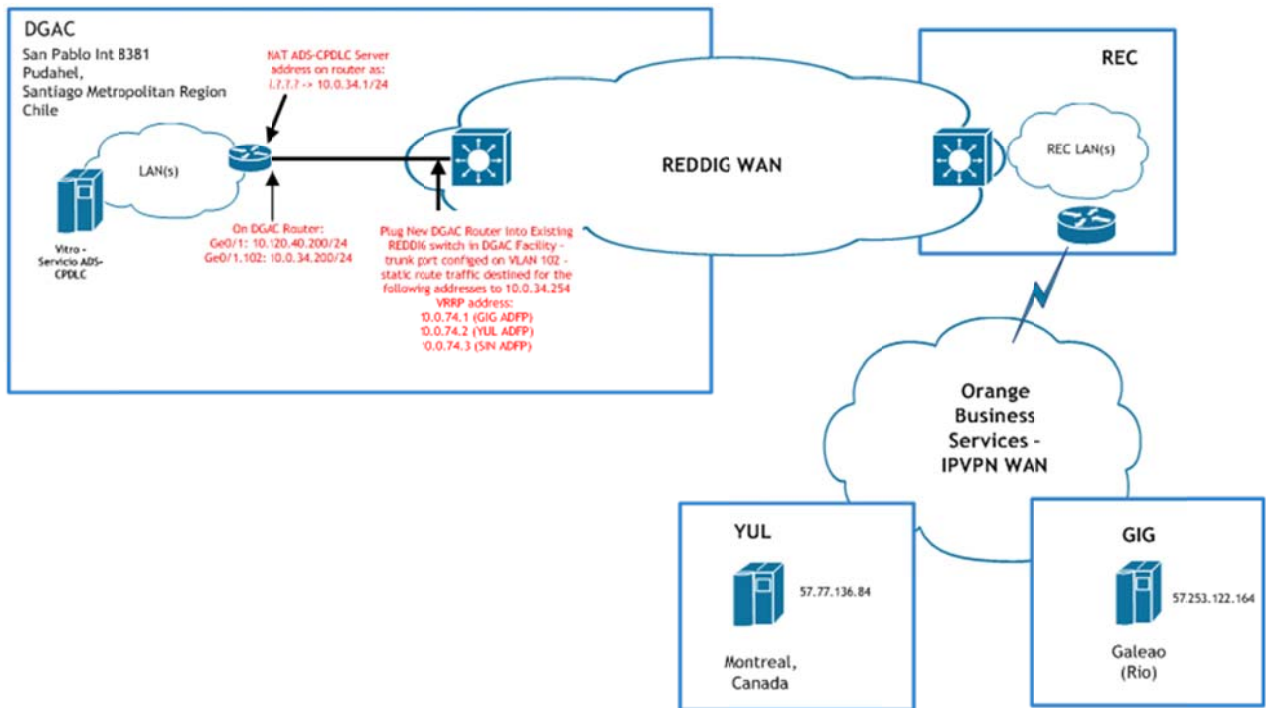 DGAC
San Pablo Int 8381
Pudahel,
Santiago Metropolitan Region
Chile
NAT ADS-CPDLC Server
address on router as:
?.?.?.? -> 10.0.34.1/24
LAN(s)
Vitro -
Servicio ADS-
CPDLC
On DGAC Router:
Ge0/1: 10.120.40.200/24
Ge0/1.102: 10.0.34.200/24
Plug New DGAC Router Into Existing
switch in DGAC Facility -
trunk port configed on VLAN 102 -
static route traffic destined for the
following addresses to 10.0.34.254
VRRP address:
10.0.74.1 (GIG ADFP)
10.0.74.2 (YUL ADFP)
10.0.74.3 (SIN ADFP)
REDDIG WAN
REC
REC LAN(s)
Orange
Business
Services -
IPVPN WAN
YUL
57.77.136.84
Montreal,
Canada
GIG
57.253.122.164
Galeao
(Rio)